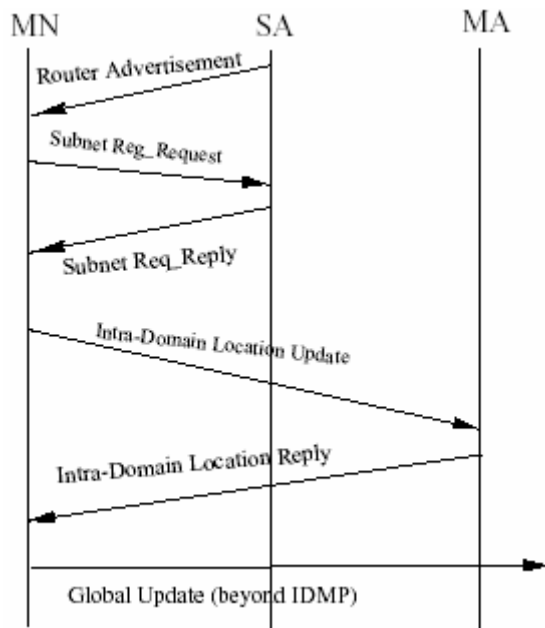 MN SA MA
Router Advertisement
Subnet Reg_Request
Subnet Req_Reply
Intra-Domain Location Update
Intra-Domain Location Reply
Global Update (beyond IDMP)